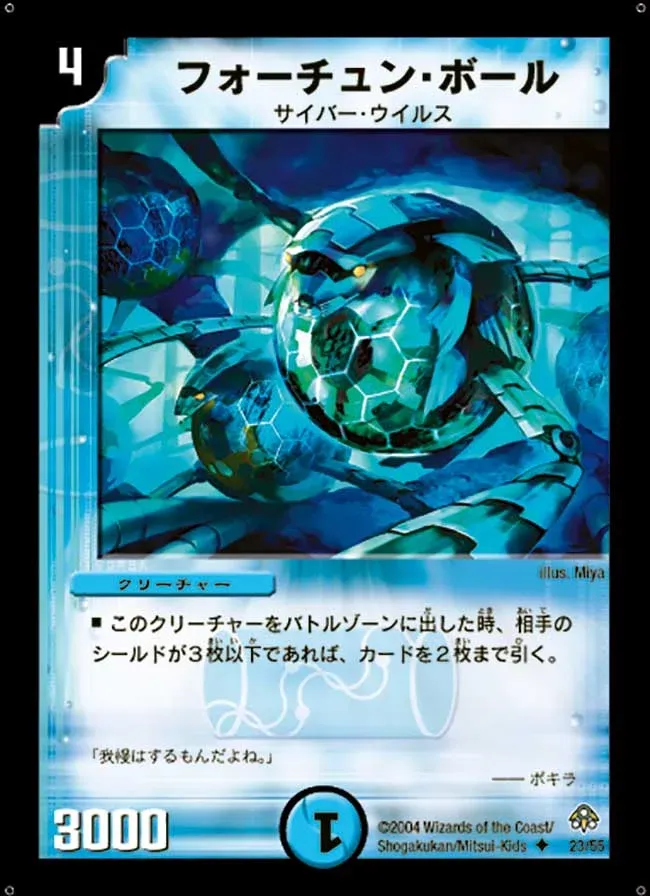 4
フォーチュン・ボール
サイバー・ウイルス
illus. Miya
クリーチャー
■ このクリーチャーをバトルゾーンに出した時、相手の
シールドが3枚以下であれば、カードを2枚まで引く。
「我慢はするもんだよね。」
—— ポキラ
3000
1
©2004 Wizards of the Coast/
Shogakukan/Mitsui-Kids
23/55